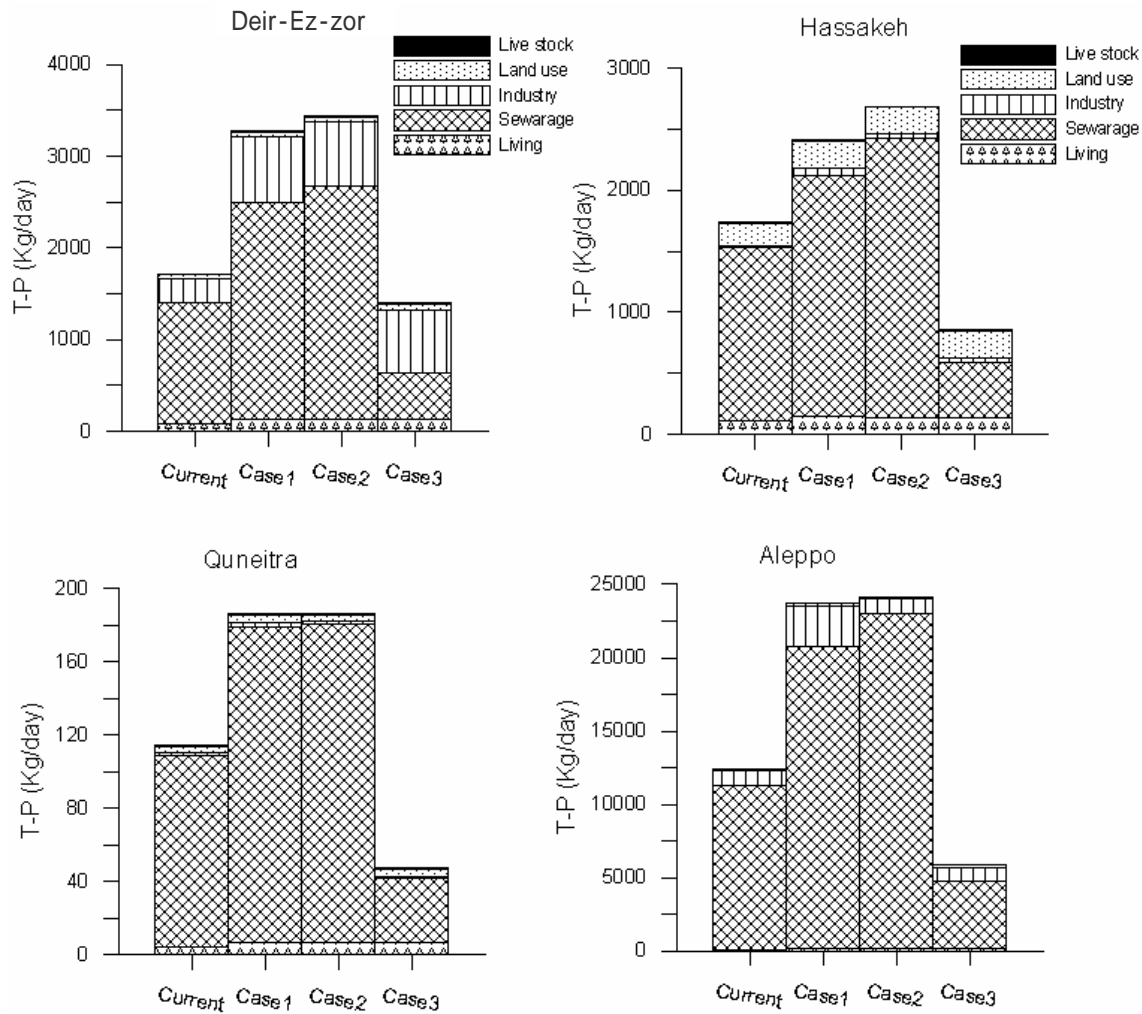 Deir-Ez-zor
Live stock
Land use
Industry
Sewarage
Living
4000
3000
2000
1000
0
T-P (Kg/day)
Current
Case1
Case2
Case3
Hassakeh
Live stock
Land use
Industry
Sewarage
Living
3000
2000
1000
0
T-P (Kg/day)
Current
Case1
Case2
Case3
Quneitra
200
160
120
80
40
0
T-P (Kg/day)
Current
Case1
Case2
Case3
Aleppo
25000
20000
15000
10000
5000
0
T-P (Kg/day)
Current
Case1
Case2
Case3